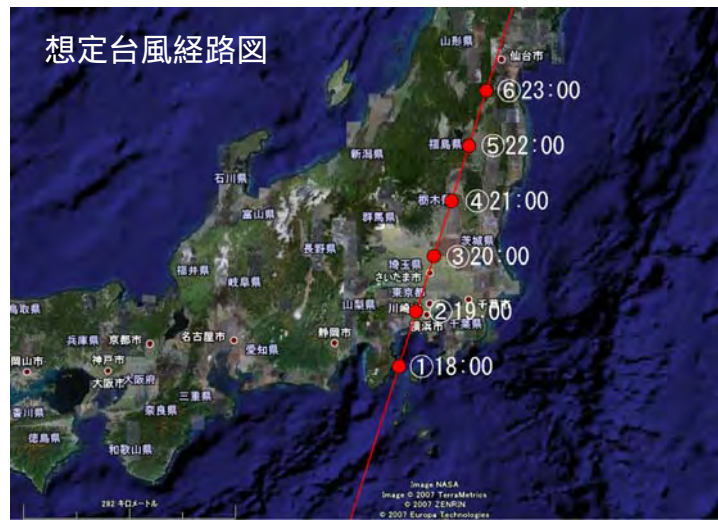 想定台風経路図
山形県
仙台市
⑥23:00
新潟県
福島県
⑤22:00
石川県
栃木県
④21:00
富山県
群馬県
長野県
茨城県
埼玉県
③20:00
さいたま市
福井県
岐阜県
鳥取県
山梨県
東京都
千葉市
川崎
②19:00
横浜市
千葉県
兵庫県
京都市
名古屋市
静岡市
愛知県
岡山市
神戸市
大阪市
大阪府
①18:00
三重県
奈良県
香川県
徳島県
和歌山県
282 キロメートル
Image NASA
Image © 2007 TerraMetrics
© 2007 ZENRIN
© 2007 Europa Technologies